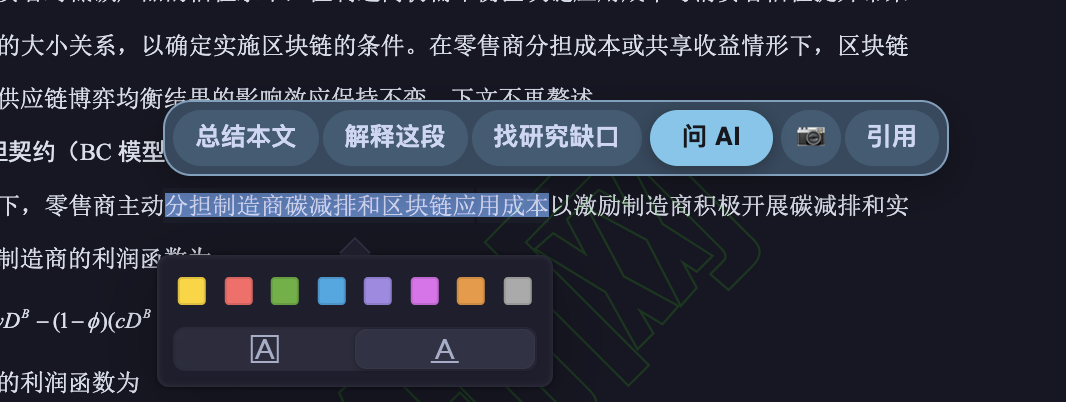 的大小关系，以确定实施区块链的条件。在零售商分担成本或共享收益情形下，区块链
供应链博弈均衡结果的影响效应保持不变，下文不再赘述
总结本文 解释这段 找研究缺口 问 AI 引用
担契约（BC 模型
下，零售商主动分担制造商碳减排和区块链应用成本以激励制造商积极开展碳减排和实
制造商的利润函数为
D^B − (1 − ϕ)(cD^B
A A
的利润函数为